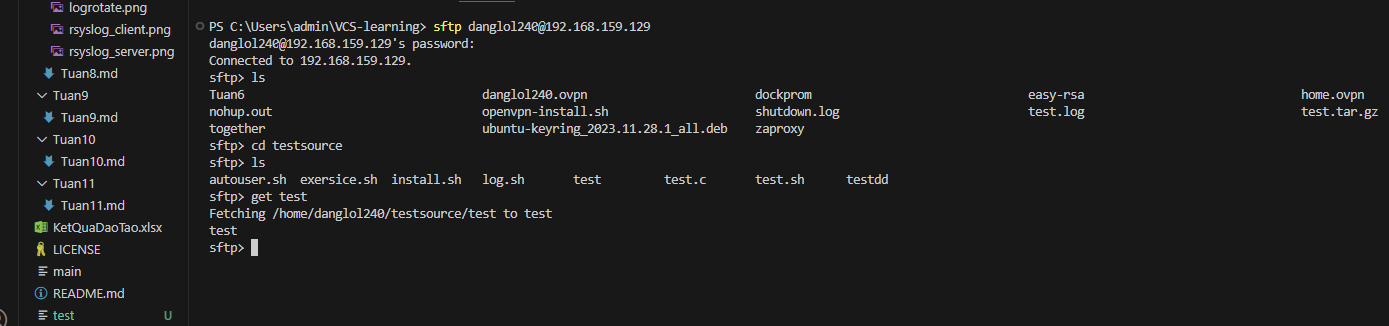 logrotate.png
rsyslog_client.png
rsyslog_server.png
Tuan8.md
Tuan9
Tuan9.md
Tuan10
Tuan10.md
Tuan11
Tuan11.md
KetQuaDaoTao.xlsx
LICENSE
main
README.md
test U
PS C:\Users\admin\VCS-learning> sftp danglol240@192.168.159.129
danglol240@192.168.159.129's password:
Connected to 192.168.159.129.
sftp> ls
Tuan6 danglol240.ovpn dockprom easy-rsa home.ovpn
nohup.out openvpn-install.sh shutdown.log test.log test.tar.gz
together ubuntu-keyring_2023.11.28.1_all.deb zaproxy
sftp> cd testsource
sftp> ls
autouser.sh exersice.sh install.sh log.sh test test.c test.sh testdd
sftp> get test
Fetching /home/danglol240/testsource/test to test
test
sftp>